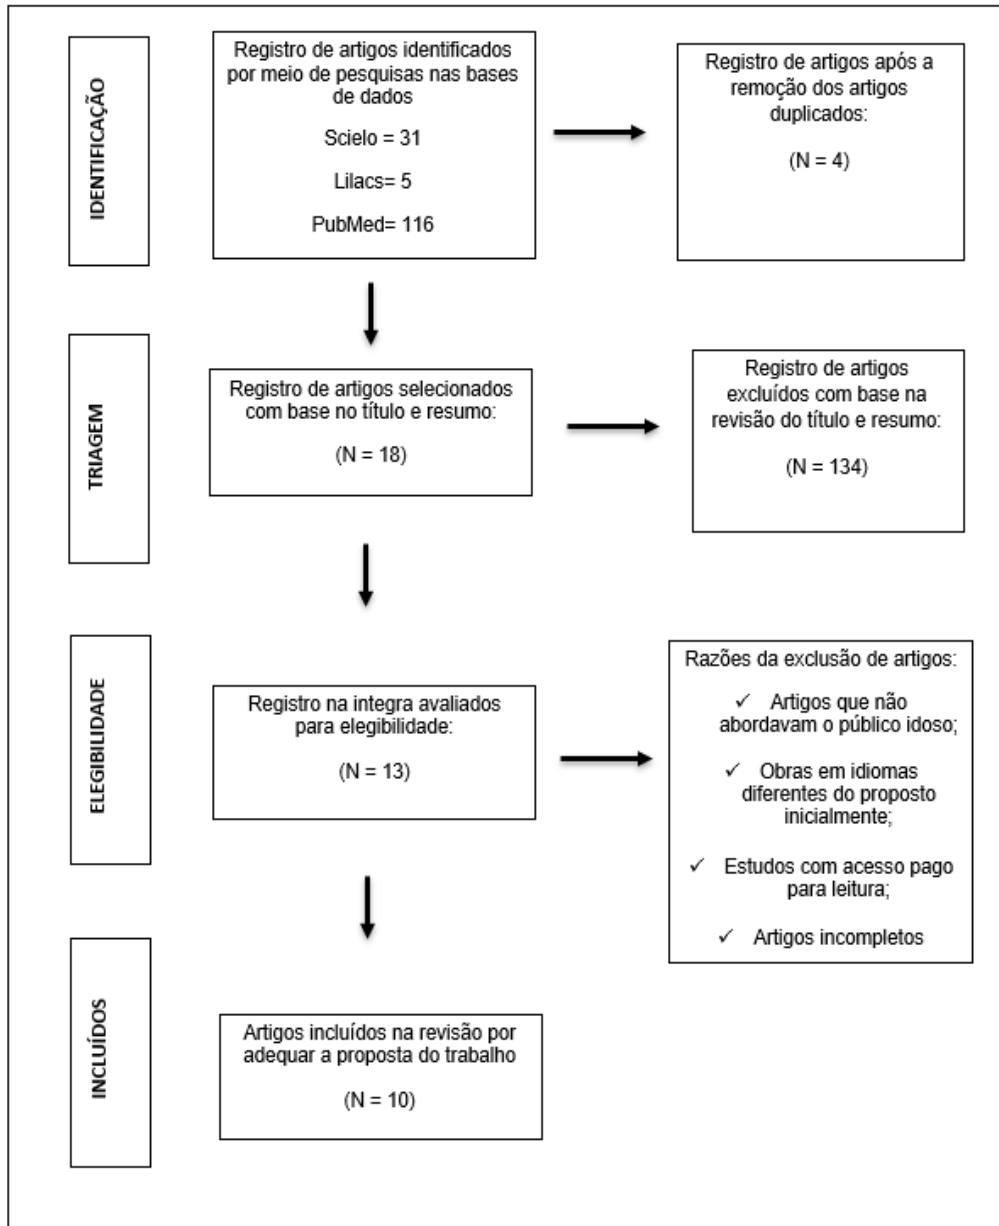 IDENTIFICAÇÃO
Registro de artigos identificados
por meio de pesquisas nas bases
de dados
Scielo = 31
Lilacs= 5
PubMed= 116
Registro de artigos após a
remoção dos artigos
duplicados:
(N = 4)
TRIAGEM
Registro de artigos selecionados
com base no título e resumo:
(N = 18)
Registro de artigos
excluídos com base na
revisão do título e resumo:
(N = 134)
ELEGIBILIDADE
Registro na integra avaliados
para elegibilidade:
(N = 13)
Razões da exclusão de artigos:
✓ Artigos que não
abordavam o público idoso;
✓ Obras em idiomas
diferentes do proposto
inicialmente;
✓ Estudos com acesso pago
para leitura;
✓ Artigos incompletos
INCLUÍDOS
Artigos incluídos na revisão por
adequar a proposta do trabalho
(N = 10)